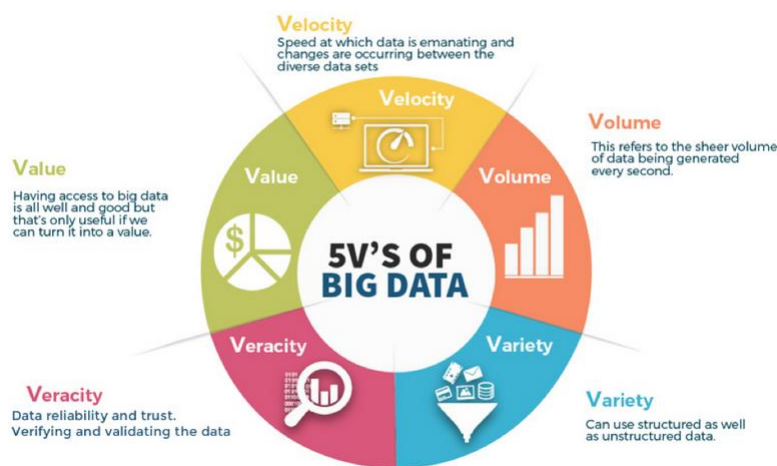 Velocity
Speed at which data is emanating and
changes are occurring between the
diverse data sets
Velocity
Volume
This refers to the sheer volume
of data being generated
every second.
Volume
Value
Having access to big data
is all well and good but
that's only useful if we
can turn it into a value.
Value
$
5V'S OF
BIG DATA
Veracity
Variety
Veracity
Data reliability and trust.
Verifying and validating the data
Variety
Can use structured as well
as unstructured data.